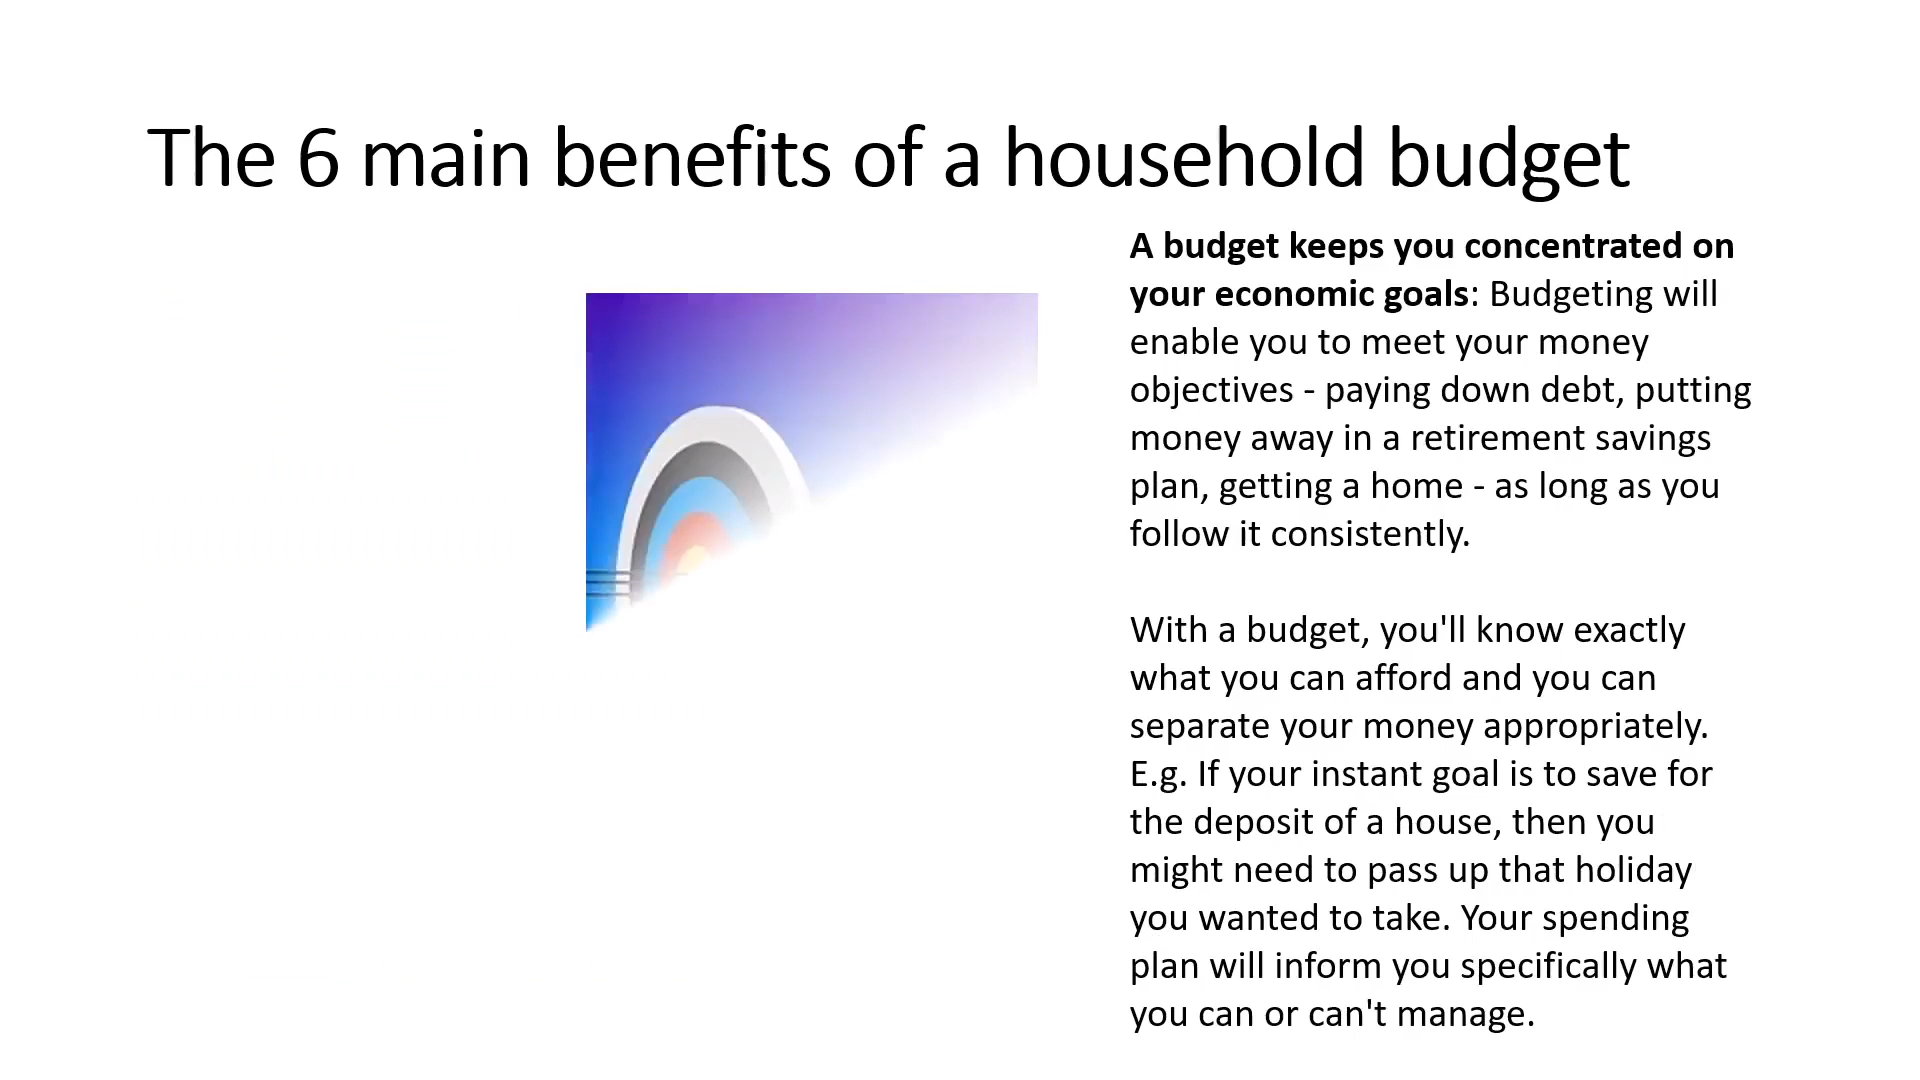 The 6 main benefits of a household budget
A budget keeps you concentrated on
your economic goals: Budgeting will
enable you to meet your money
objectives - paying down debt, putting
money away in a retirement savings
plan, getting a home - as long as you
follow it consistently.
With a budget, you'll know exactly
what you can afford and you can
separate your money appropriately.
E.g. If your instant goal is to save for
the deposit of a house, then you
might need to pass up that holiday
you wanted to take. Your spending
plan will inform you specifically what
you can or can't manage.